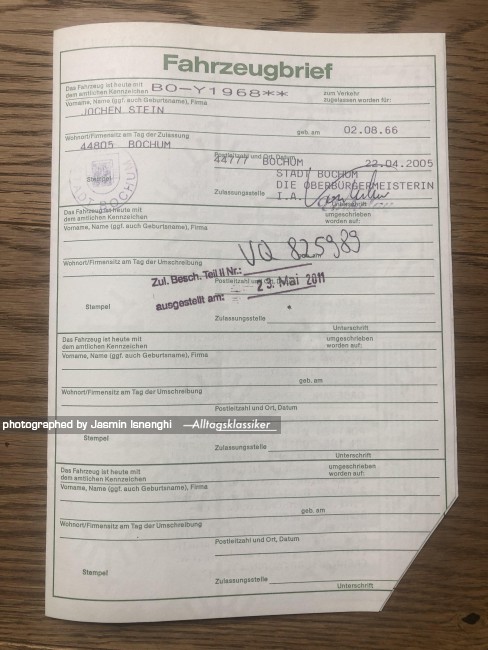 Fahrzeugbrief
Das Fahrzeug ist heute mit
dem amtlichen Kennzeichen BO-Y1968** zum Verkehr
zugelassen worden für:
Vorname, Name (ggf. auch Geburtsname), Firma
JOCHEN STEIN
Wohnort/Firmensitz am Tag der Zulassung geb. am 02.08.66
44805 BOCHUM
Postleitzahl und Ort, Datum
44777 BOCHUM 22.04.2005
STADT BOCHUM
Stempel DIE OBERBÜRGERMEISTERIN
STADT BOCHUM
Zulassungsstelle I.A.
Unterschrift
Das Fahrzeug ist heute mit
dem amtlichen Kennzeichen umgeschrieben
worden auf:
Vorname, Name (ggf. auch Geburtsname), Firma
VQ 825989
Wohnort/Firmensitz am Tag der Umschreibung
Zul. Besch. Teil II Nr.:
Postleitzahl und Ort, Datum
ausgestellt am: 23. Mai 2011
Stempel
Zulassungsstelle
Unterschrift
Das Fahrzeug ist heute mit
dem amtlichen Kennzeichen umgeschrieben
worden auf:
Vorname, Name (ggf. auch Geburtsname), Firma
geb. am
Wohnort/Firmensitz am Tag der Umschreibung
Postleitzahl und Ort, Datum
photographed by Jasmin Isnenghi —Alltagsklassiker
Stempel
Zulassungsstelle
Unterschrift
Das Fahrzeug ist heute mit
dem amtlichen Kennzeichen umgeschrieben
worden auf:
Vorname, Name (ggf. auch Geburtsname), Firma
geb. am
Wohnort/Firmensitz am Tag der Umschreibung
Postleitzahl und Ort, Datum
Stempel
Zulassungsstelle
Unterschrift